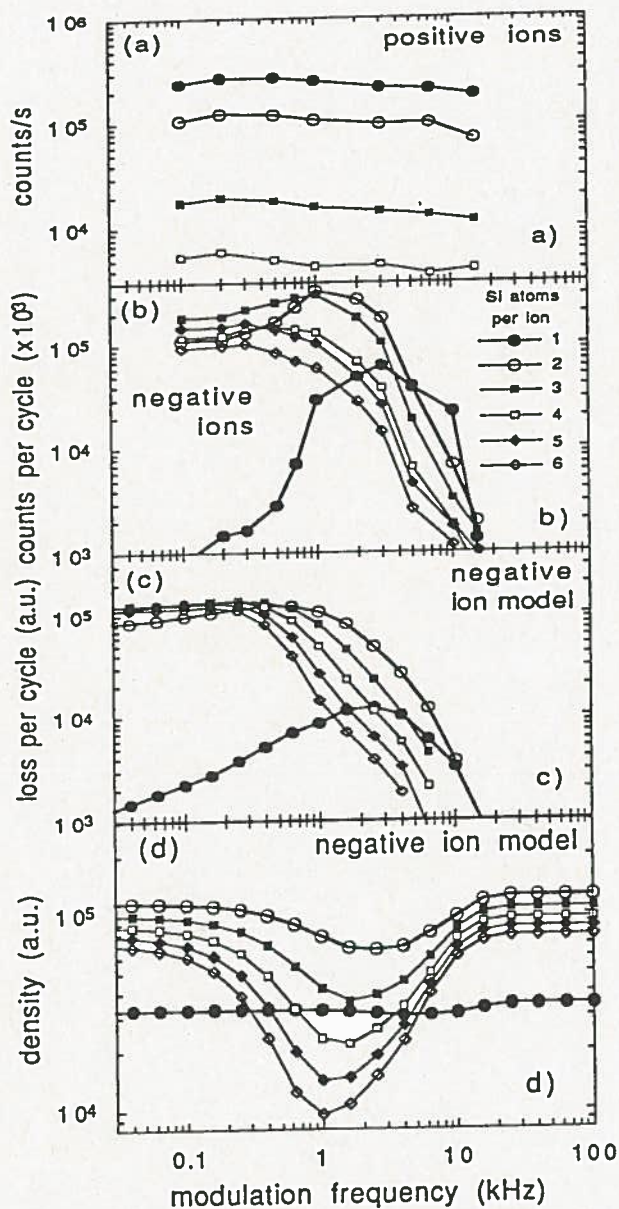 10⁶
(a)
positive ions
counts/s
10⁵
10⁴
a)
(b)
Si atoms
per ion
1
2
3
4
5
6
counts per cycle (x10³)
10⁵
negative
ions
10⁴
10³
b)
(c)
negative
ion model
loss per cycle (a.u.)
10⁵
10⁴
10³
c)
(d)
negative ion model
density (a.u.)
10⁵
10⁴
d)
0.1
1
10
100
modulation frequency (kHz)